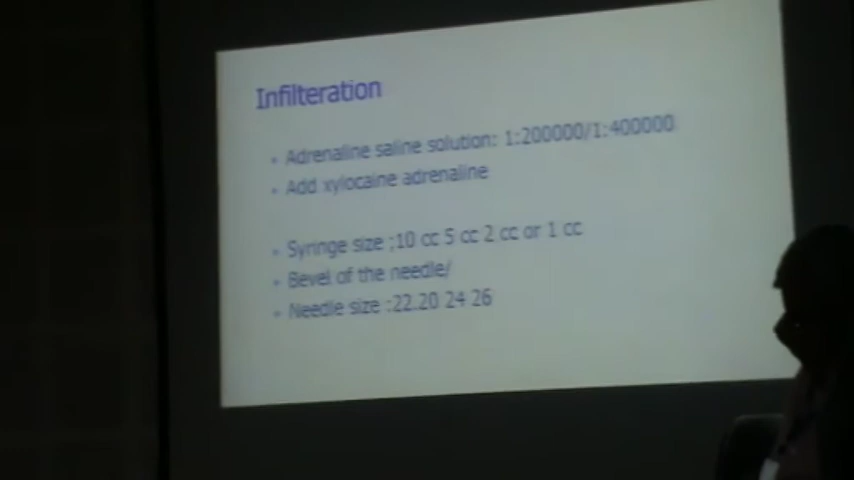 Infilteration
• Adrenaline saline solution: 1:200000/1:400000
• Add xylocaine adrenaline
• Syringe size ;10 cc 5 cc 2 cc or 1 cc
• Bevel of the needle/
• Needle size :22.20 24 26